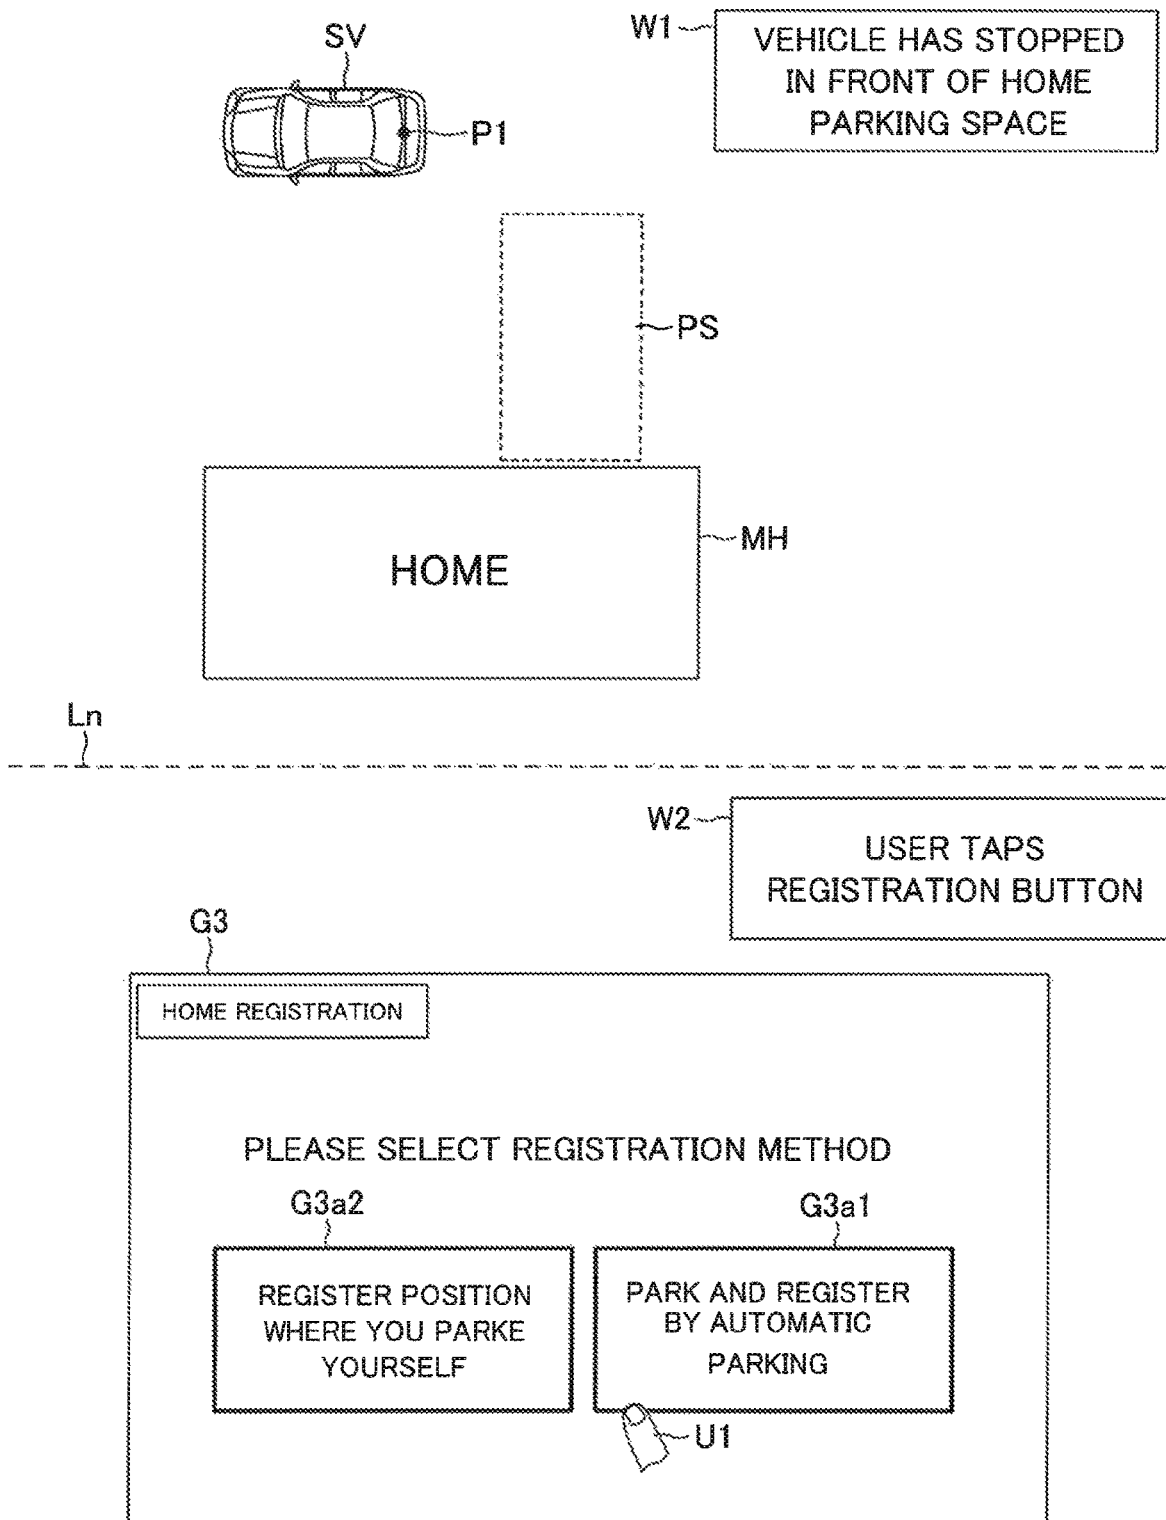 SV
W1
VEHICLE HAS STOPPED
IN FRONT OF HOME
PARKING SPACE
P1
PS
HOME
MH
Ln
W2
USER TAPS
REGISTRATION BUTTON
G3
HOME REGISTRATION
PLEASE SELECT REGISTRATION METHOD
G3a2
REGISTER POSITION
WHERE YOU PARKE
YOURSELF
G3a1
PARK AND REGISTER
BY AUTOMATIC
PARKING
U1